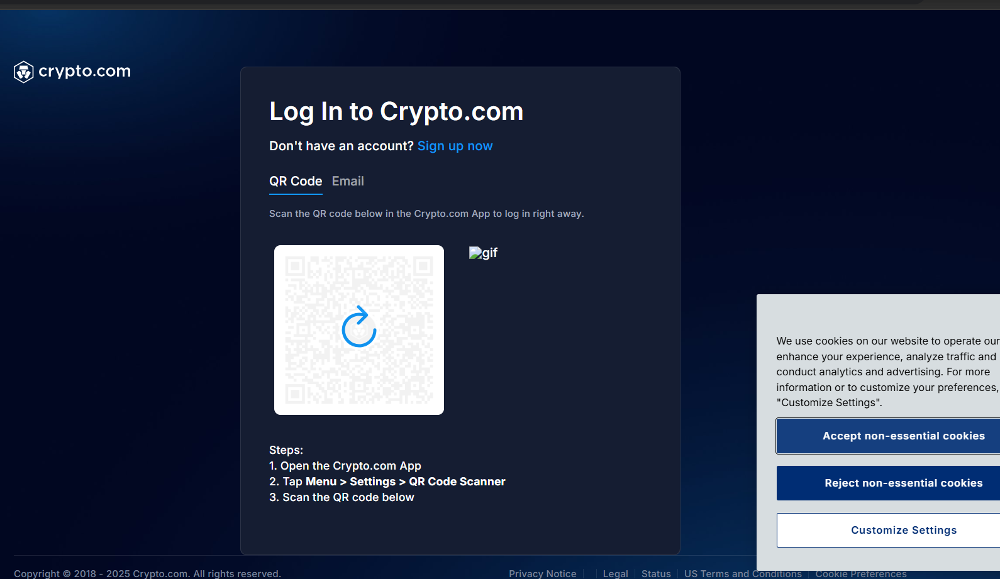 crypto.com
Log In to Crypto.com
Don't have an account? Sign up now
QR Code Email
Scan the QR code below in the Crypto.com App to log in right away.
gif
Steps:
1. Open the Crypto.com App
2. Tap Menu > Settings > QR Code Scanner
3. Scan the QR code below
We use cookies on our website to operate our
enhance your experience, analyze traffic and
conduct analytics and advertising. For more
information or to customize your preferences,
"Customize Settings".
Accept non-essential cookies
Reject non-essential cookies
Customize Settings
Copyright © 2018 - 2025 Crypto.com. All rights reserved.
Privacy Notice Legal Status US Terms and Conditions Cookie Preferences